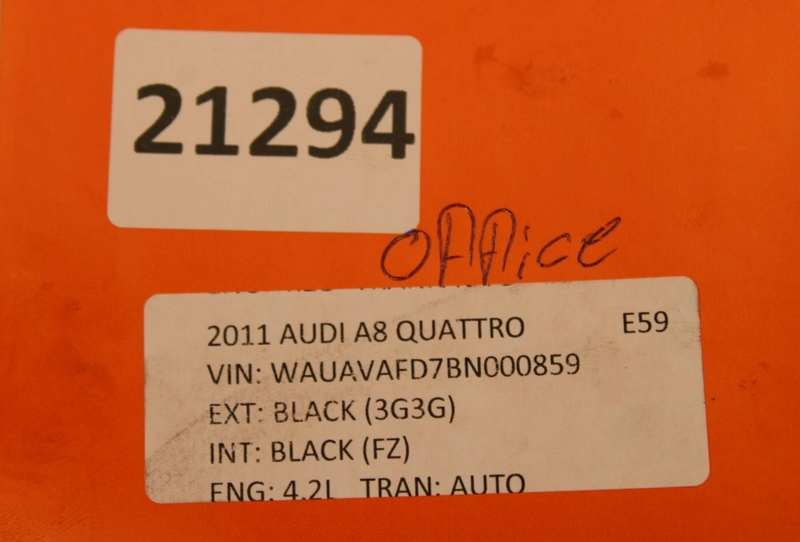 21294
office
2011 AUDI A8 QUATTRO E59
VIN: WAUAVAFD7BN000859
EXT: BLACK (3G3G)
INT: BLACK (FZ)
ENG: 4.2L TRAN: AUTO